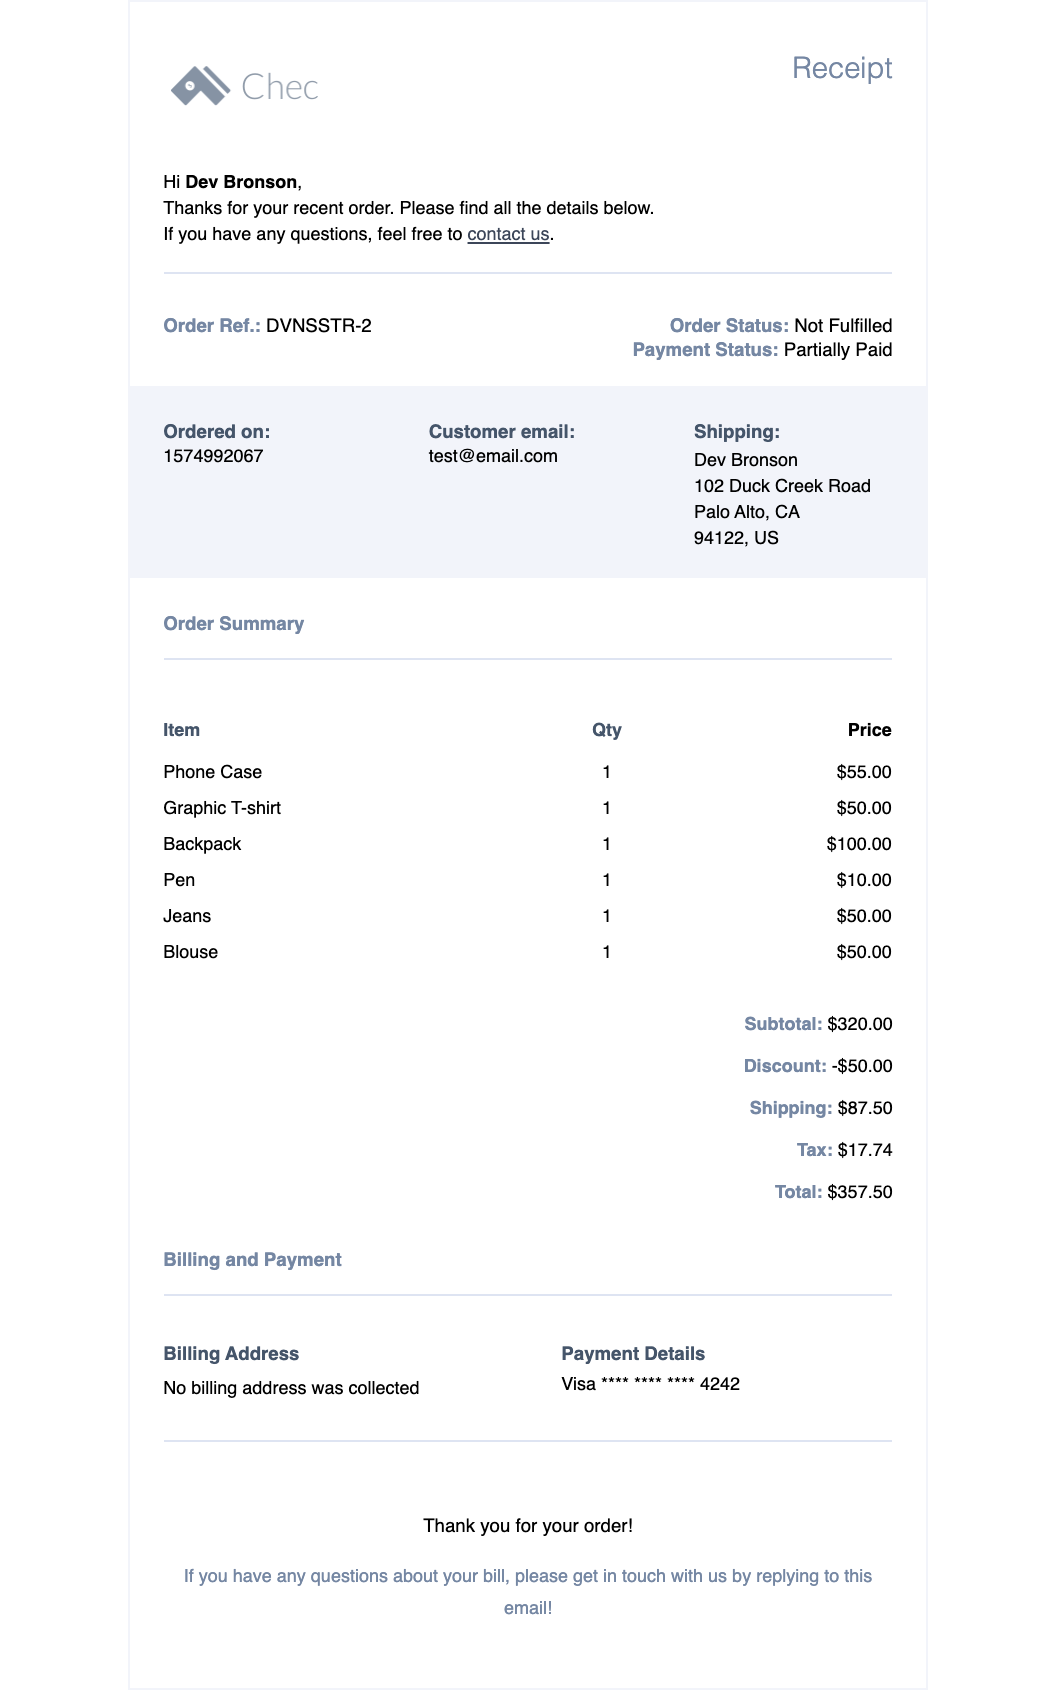 Chec
Receipt
Hi Dev Bronson,
Thanks for your recent order. Please find all the details below.
If you have any questions, feel free to contact us.
Order Ref.: DVNSSTR-2
Order Status: Not Fulfilled
Payment Status: Partially Paid
Ordered on:
1574992067
Customer email:
test@email.com
Shipping:
Dev Bronson
102 Duck Creek Road
Palo Alto, CA
94122, US
Order Summary
Item Qty Price
Phone Case 1 $55.00
Graphic T-shirt 1 $50.00
Backpack 1 $100.00
Pen 1 $10.00
Jeans 1 $50.00
Blouse 1 $50.00
Subtotal: $320.00
Discount: -$50.00
Shipping: $87.50
Tax: $17.74
Total: $357.50
Billing and Payment
Billing Address
No billing address was collected
Payment Details
Visa **** **** **** 4242
Thank you for your order!
If you have any questions about your bill, please get in touch with us by replying to this
email!